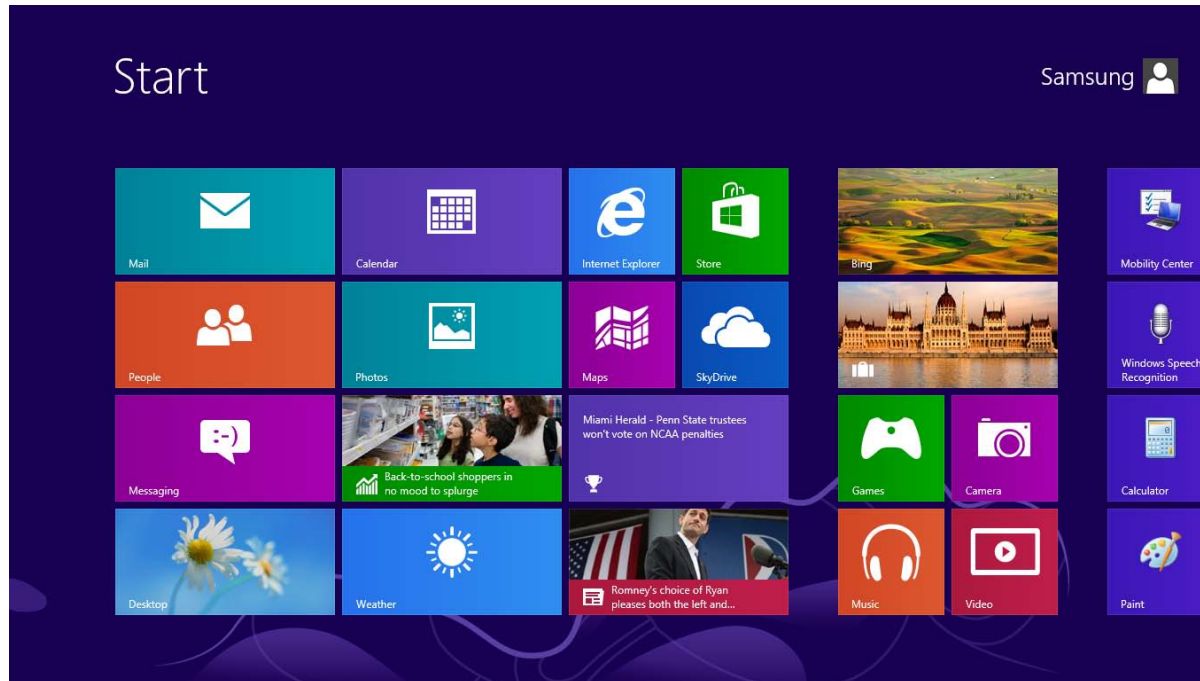 Start
Samsung
Mail
Calendar
Internet Explorer
Store
Bing
Mobility Center
People
Photos
Maps
SkyDrive
Windows Speech
Recognition
Messaging
:-)
Back-to-school shoppers in
no mood to splurge
Miami Herald - Penn State trustees
won't vote on NCAA penalties
Games
Camera
Calculator
Desktop
Weather
Romney's choice of Ryan
pleases both the left and...
Music
Video
Paint